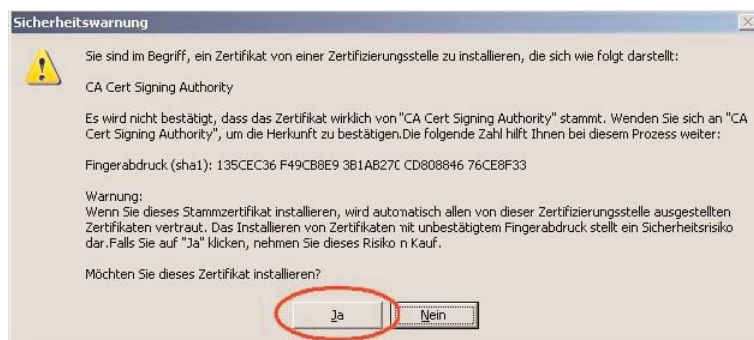 Sicherheitswarnung
Sie sind im Begriff, ein Zertifikat von einer Zertifizierungsstelle zu installieren, die sich wie folgt darstellt:
CA Cert Signing Authority
Es wird nicht bestätigt, dass das Zertifikat wirklich von "CA Cert Signing Authority" stammt. Wenden Sie sich an "CA
Cert Signing Authority", um die Herkunft zu bestätigen.Die folgende Zahl hilft Ihnen bei diesem Prozess weiter:
Fingerabdruck (sha1): 135CEC36 F49CB8E9 3B1AB270 CD808846 76CE8F33
Warnung:
Wenn Sie dieses Stammzertifikat installieren, wird automatisch allen von dieser Zertifizierungsstelle ausgestellten
Zertifikaten vertraut. Das Installieren von Zertifikaten mit unbestätigtem Fingerabdruck stellt ein Sicherheitsrisiko
dar.Falls Sie auf "Ja" klicken, nehmen Sie dieses Risiko n Kauf.
Möchten Sie dieses Zertifikat installieren?
Ja
Nein